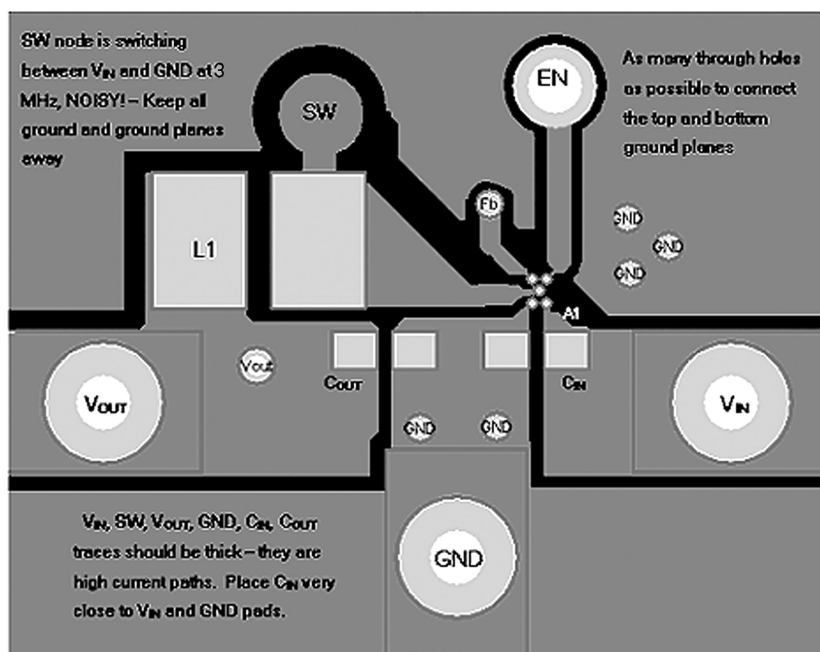 SW node is switching
between VIN and GND at 3
MHz, NOISY! – Keep all
ground and ground planes
away
SW
EN
As many through holes
as possible to connect
the top and bottom
ground planes
Fb
GND
GND
GND
L1
A1
Vout
COUT
CIN
VOUT
VIN
GND
GND
VIN, SW, VOUT, GND, CIN, COUT
traces should be thick – they are
high current paths. Place CIN very
close to VIN and GND pads.
GND